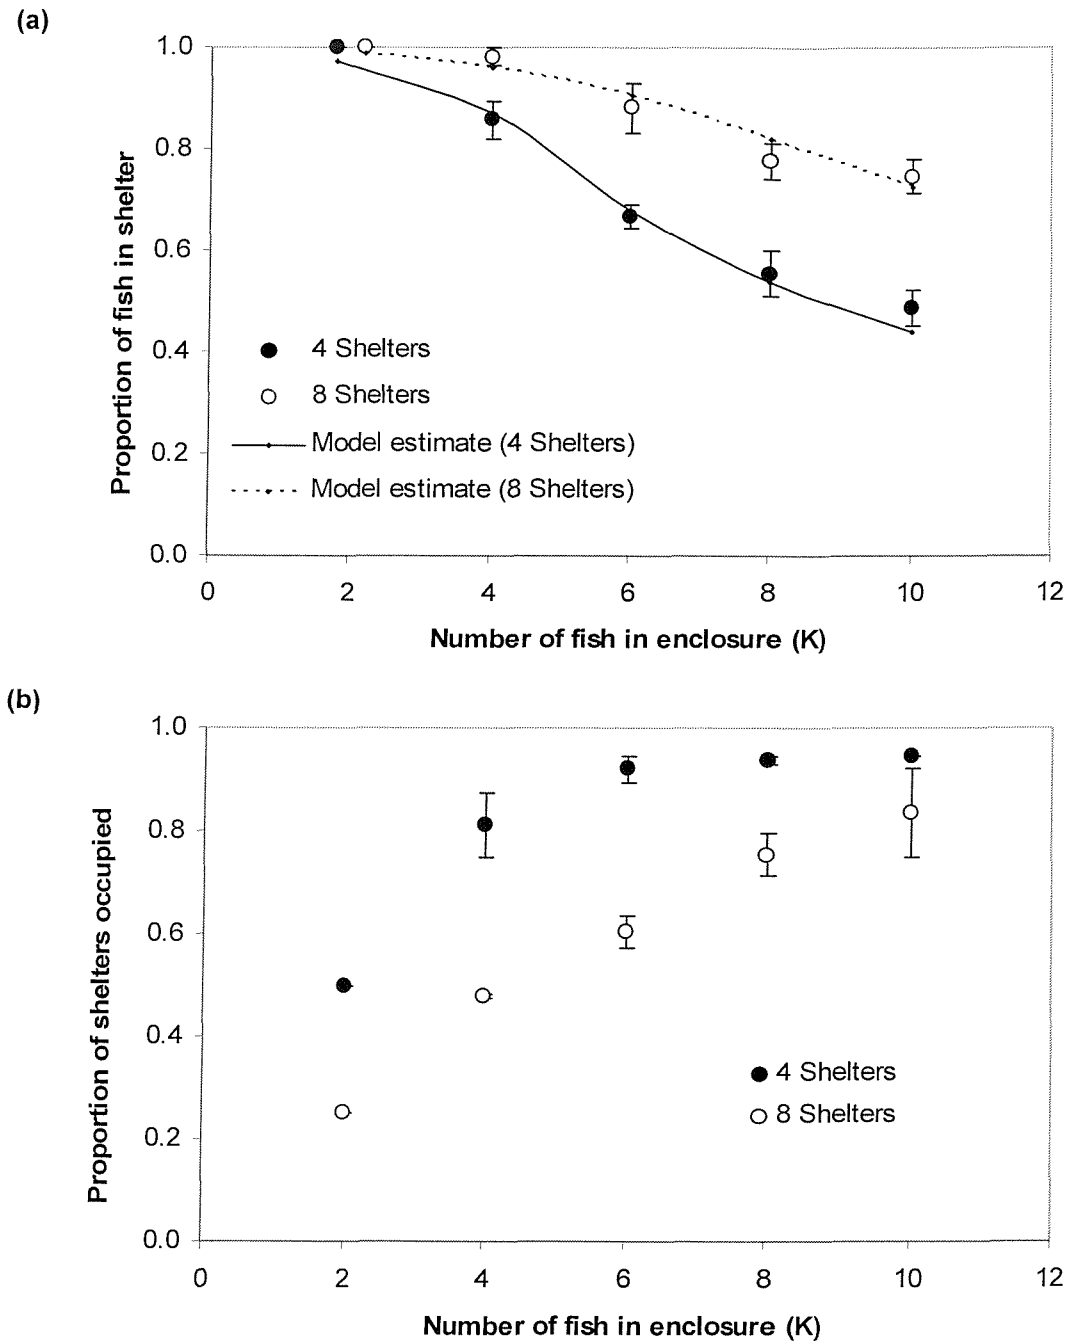 (a)
1.0
0.8
0.6
0.4
0.2
0.0
Proportion of fish in shelter
4 Shelters
8 Shelters
Model estimate (4 Shelters)
Model estimate (8 Shelters)
0 2 4 6 8 10 12
Number of fish in enclosure (K)
(b)
1.0
0.8
0.6
0.4
0.2
0.0
Proportion of shelters occupied
4 Shelters
8 Shelters
0 2 4 6 8 10 12
Number of fish in enclosure (K)